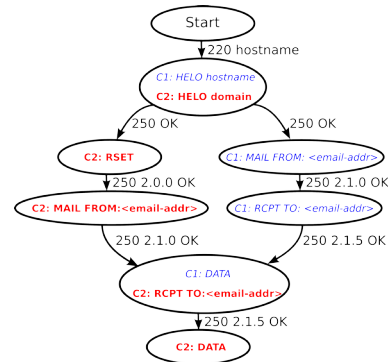 Start
220 hostname
C1: HELO hostname
C2: HELO domain
250 OK
250 OK
C2: RSET
C1: MAIL FROM: <email-addr>
250 2.0.0 OK
250 2.1.0 OK
C2: MAIL FROM:<email-addr>
C1: RCPT TO: <email-addr>
250 2.1.0 OK
250 2.1.5 OK
C1: DATA
C2: RCPT TO:<email-addr>
250 2.1.5 OK
C2: DATA